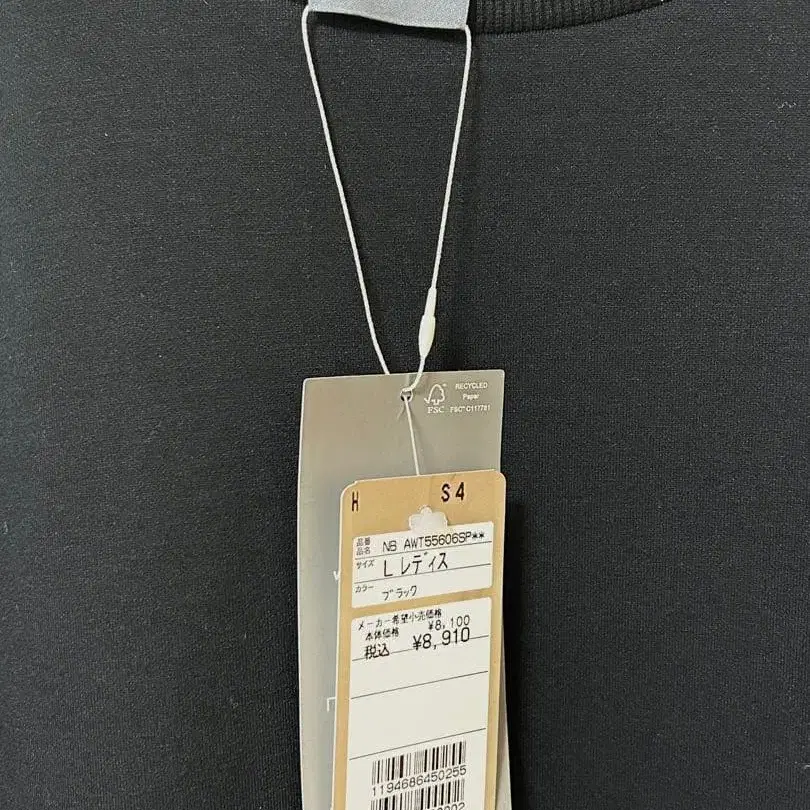 RECYCLED
Paper
FSC
FSC® C117781
H S4
品番
品名 NB AWT55606SP**
サイズ L レディス
カラー ブラック
メーカー希望小売価格
本体価格 ¥8,100
税込 ¥8,910
1194686450255